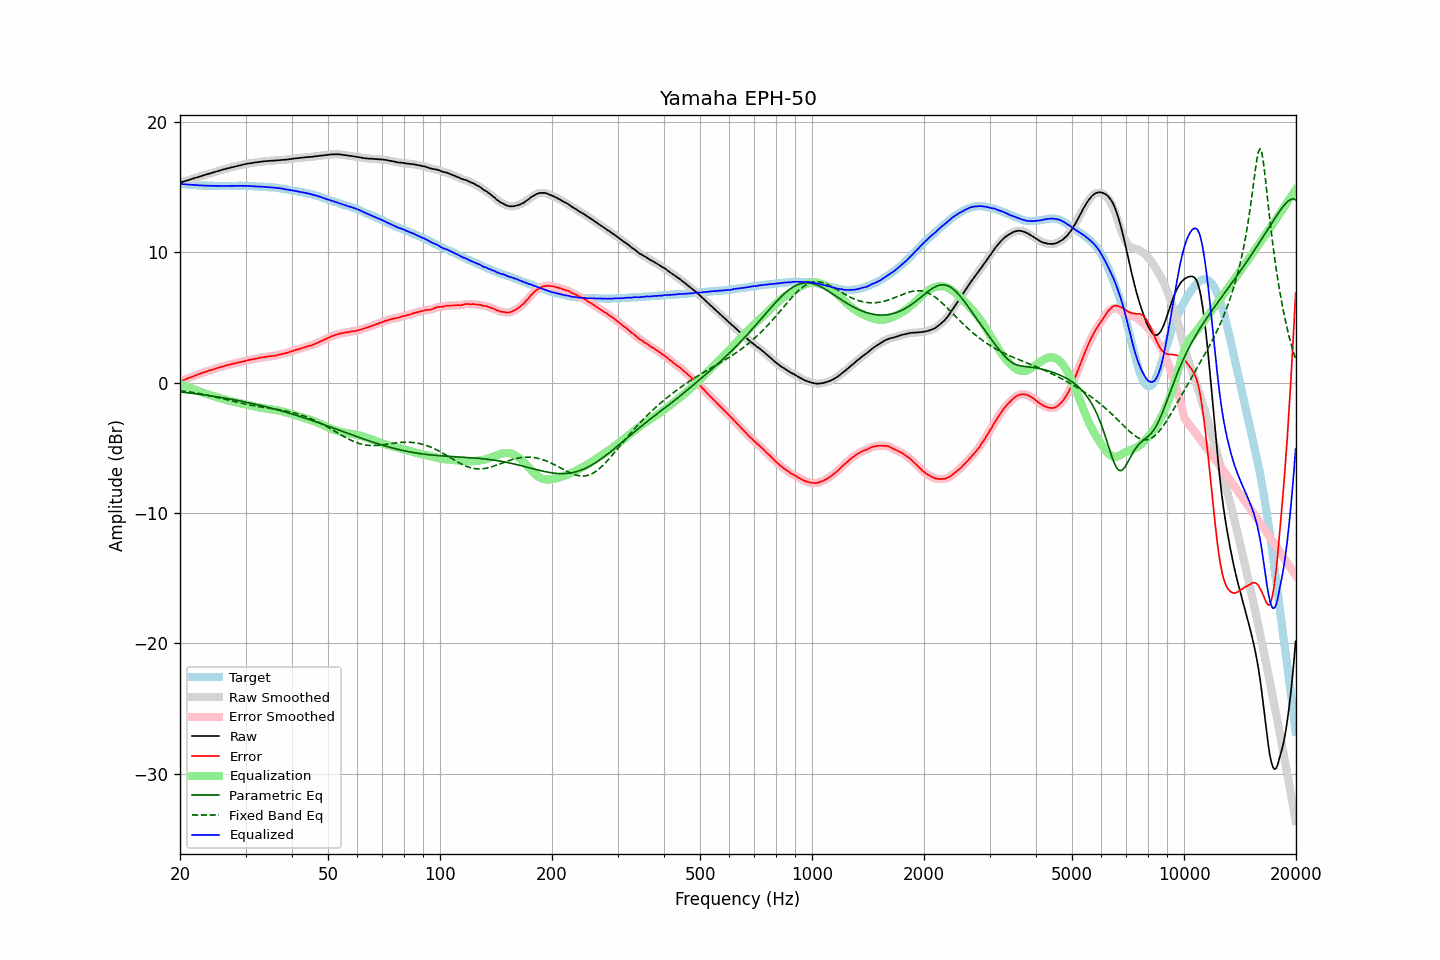 Yamaha EPH-50
20
10
0
−10
−20
−30
Amplitude (dBr)
Target
Raw Smoothed
Error Smoothed
Raw
Error
Equalization
Parametric Eq
Fixed Band Eq
Equalized
20 50 100 200 500 1000 2000 5000 10000 20000
Frequency (Hz)